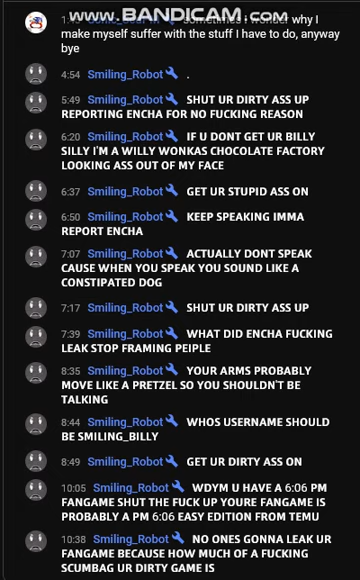 www.BANDICAM.com
sometimes I wonder why I
make myself suffer with the stuff I have to do, anyway
bye
4:54 Smiling_Robot .
5:49 Smiling_Robot SHUT UR DIRTY ASS UP
REPORTING ENCHA FOR NO FUCKING REASON
6:20 Smiling_Robot IF U DONT GET UR BILLY
SILLY I'M A WILLY WONKAS CHOCOLATE FACTORY
LOOKING ASS OUT OF MY FACE
6:37 Smiling_Robot GET UR STUPID ASS ON
6:50 Smiling_Robot KEEP SPEAKING IMMA
REPORT ENCHA
7:07 Smiling_Robot ACTUALLY DONT SPEAK
CAUSE WHEN YOU SPEAK YOU SOUND LIKE A
CONSTIPATED DOG
7:17 Smiling_Robot SHUT UR DIRTY ASS UP
7:39 Smiling_Robot WHAT DID ENCHA FUCKING
LEAK STOP FRAMING PEIPLE
8:35 Smiling_Robot YOUR ARMS PROBABLY
MOVE LIKE A PRETZEL SO YOU SHOULDN'T BE
TALKING
8:44 Smiling_Robot WHOS USERNAME SHOULD
BE SMILING_BILLY
8:49 Smiling_Robot GET UR DIRTY ASS ON
10:05 Smiling_Robot WDYM U HAVE A 6:06 PM
FANGAME SHUT THE FUCK UP YOURE FANGAME IS
PROBABLY A PM 6:06 EASY EDITION FROM TEMU
10:38 Smiling_Robot NO ONES GONNA LEAK UR
FANGAME BECAUSE HOW MUCH OF A FUCKING
SCUMBAG UR DIRTY GAME IS